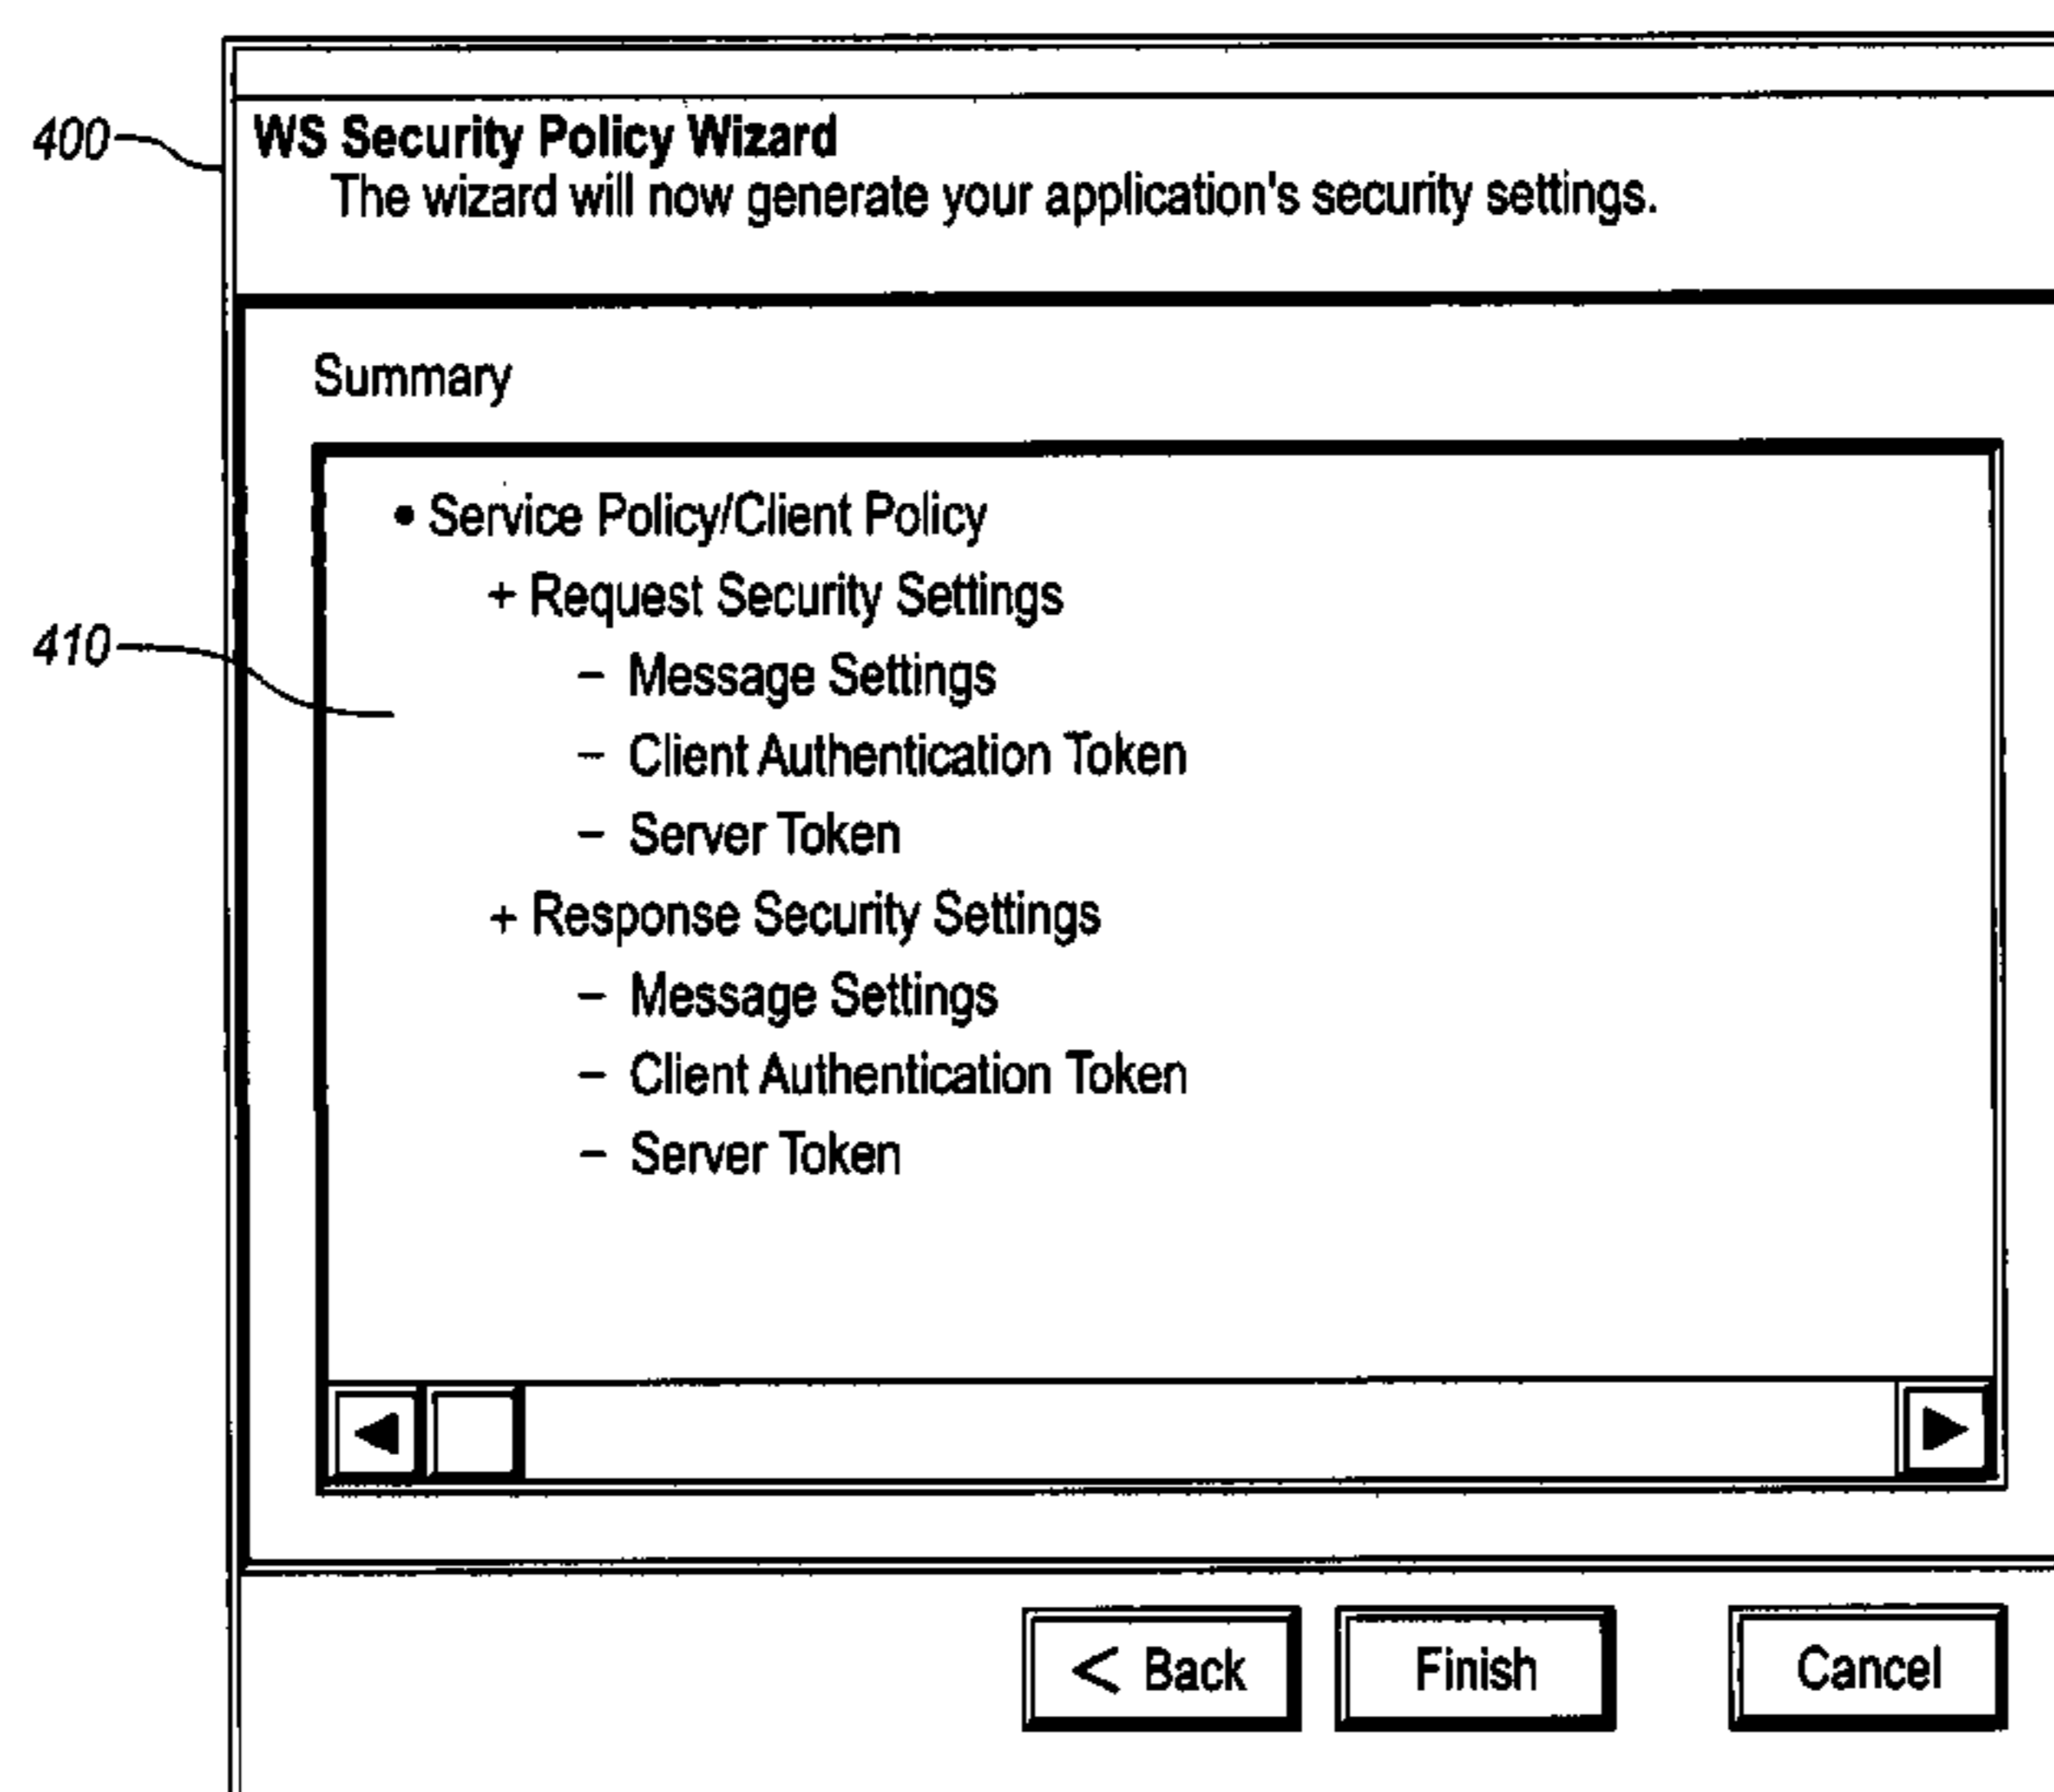 400
WS Security Policy Wizard
The wizard will now generate your application's security settings.
Summary
410
• Service Policy/Client Policy
+ Request Security Settings
– Message Settings
– Client Authentication Token
– Server Token
+ Response Security Settings
– Message Settings
– Client Authentication Token
– Server Token
< Back Finish Cancel